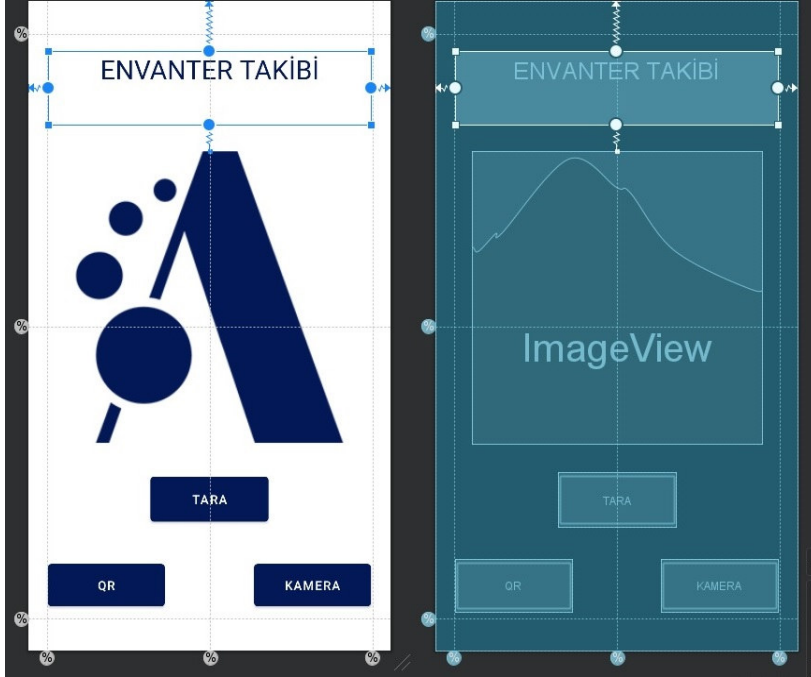 ENVANTER TAKİBİ
TARA
QR
KAMERA
%
%
%
%
%
%
ENVANTER TAKİBİ
ImageView
TARA
QR
KAMERA
%
%
%
%
%
%